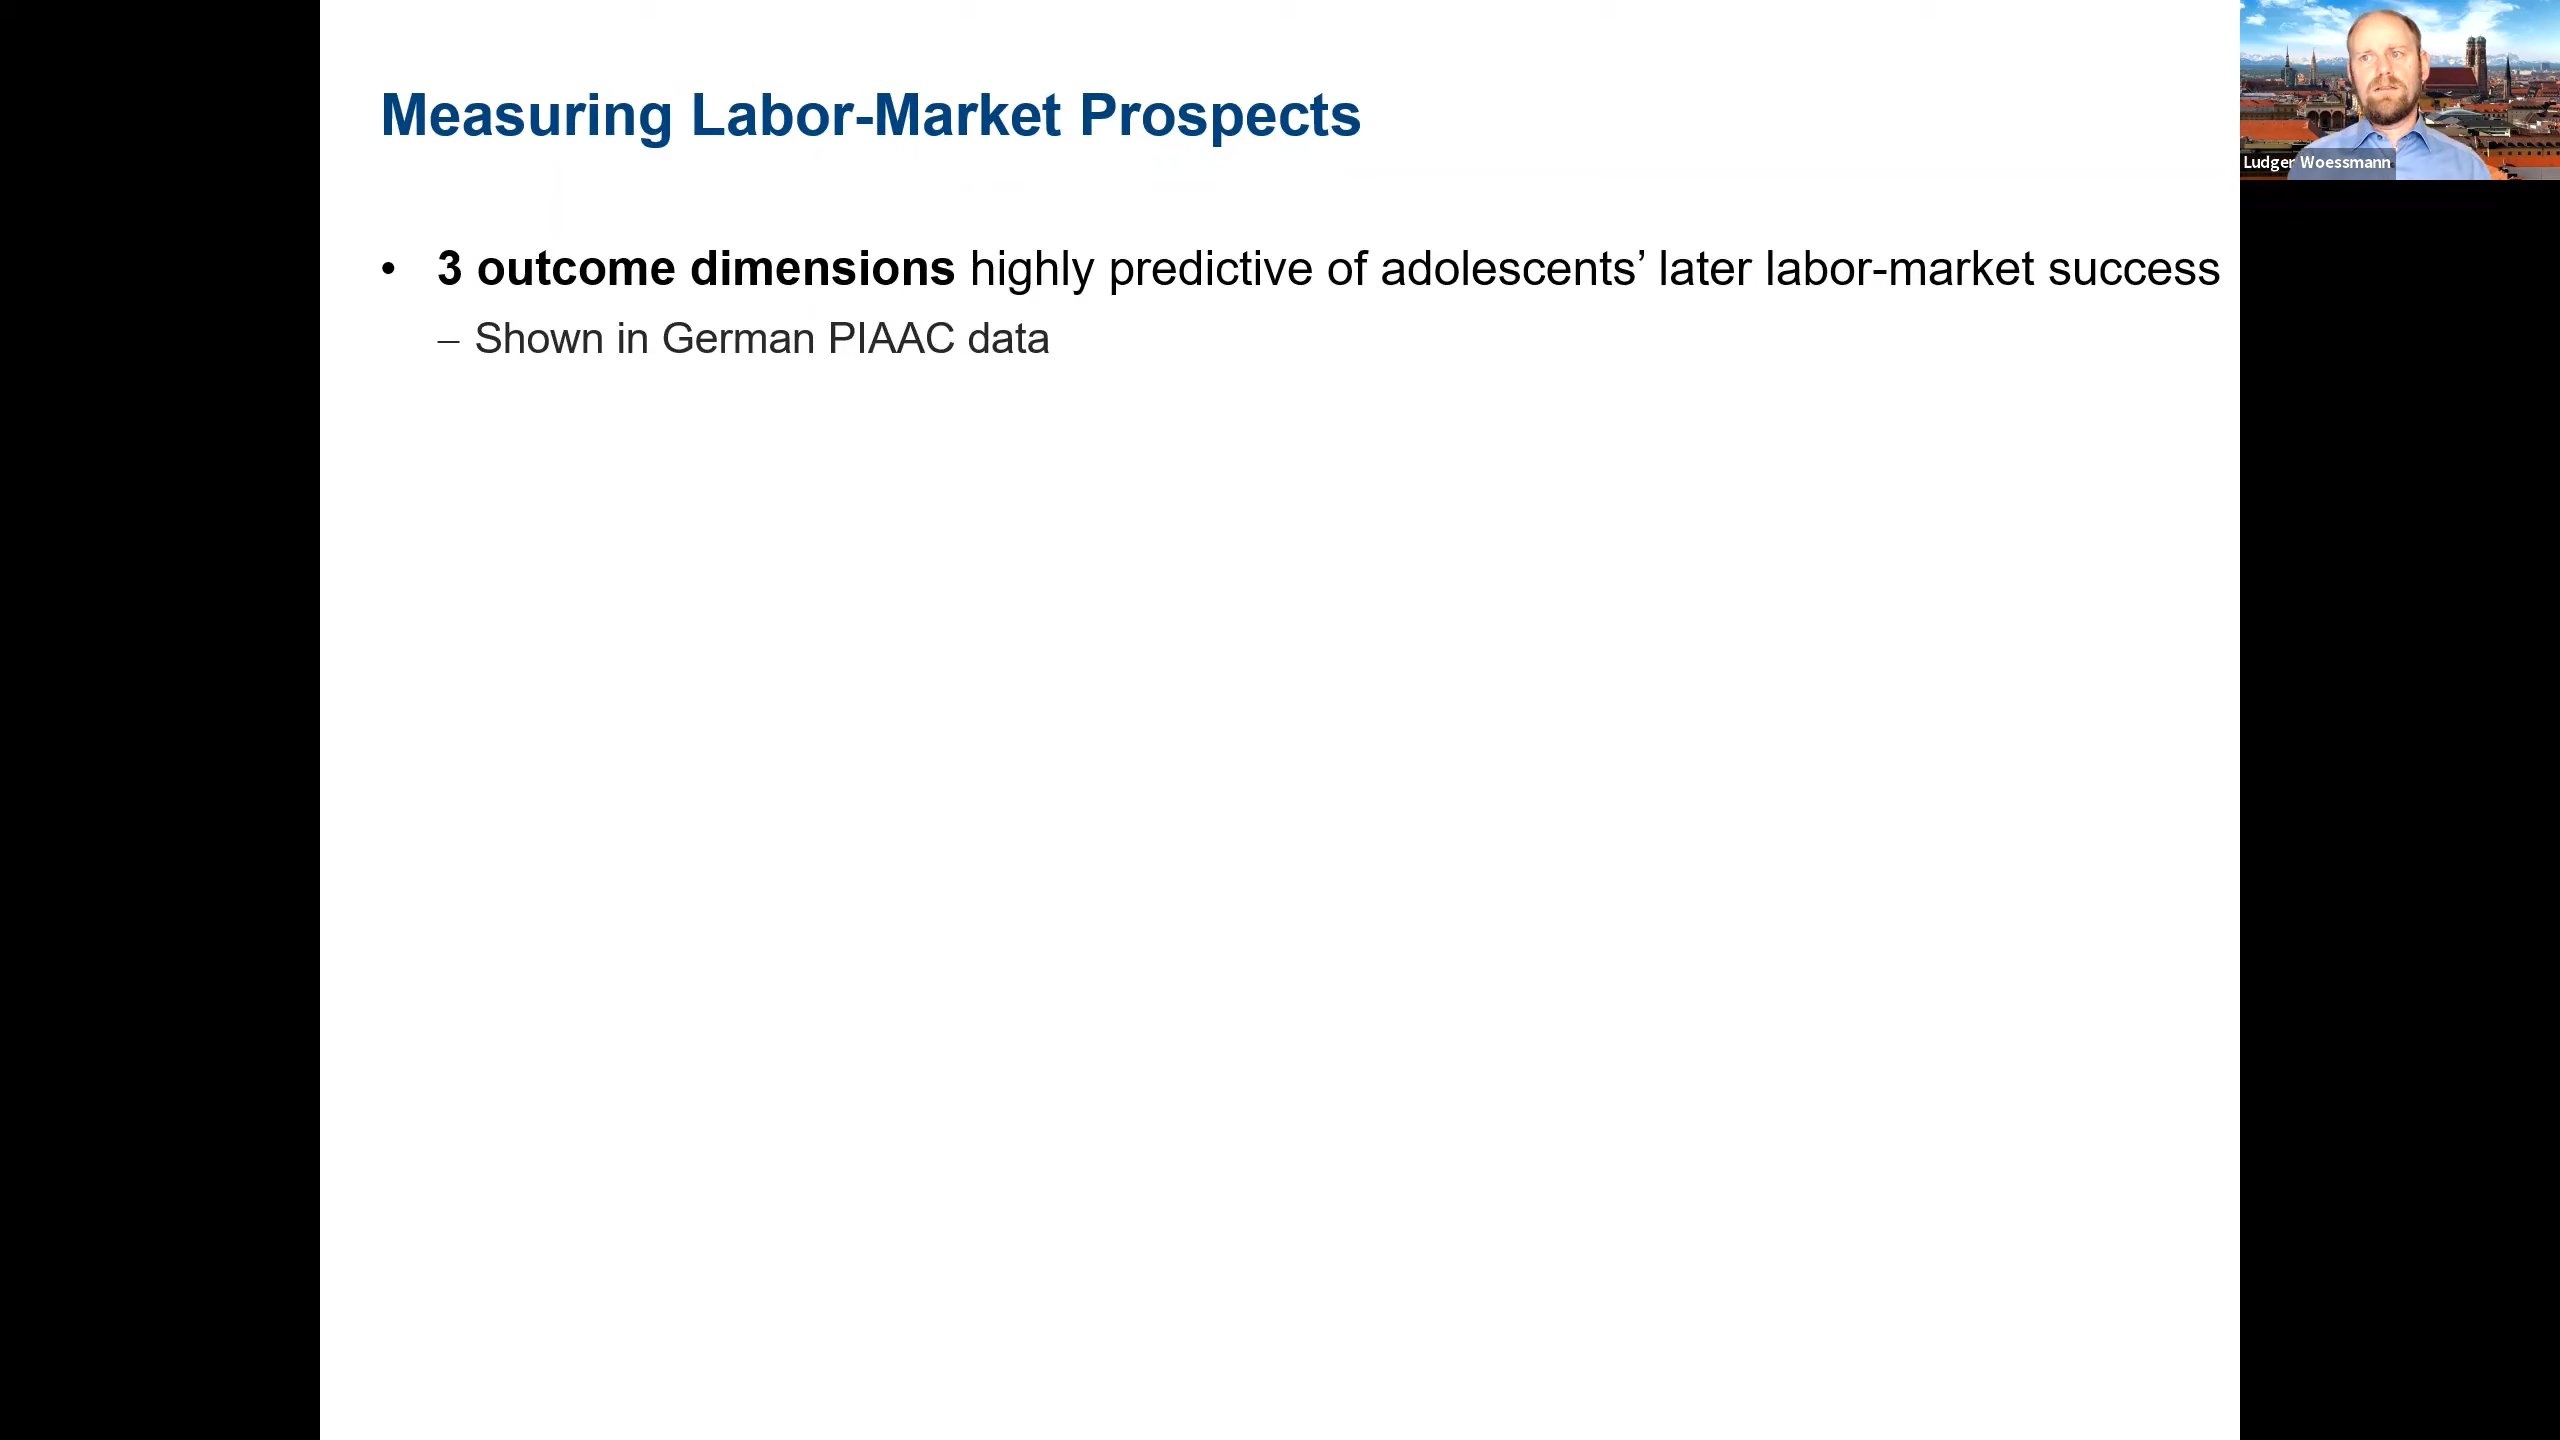 Measuring Labor-Market Prospects
Ludger Woessmann
• 3 outcome dimensions highly predictive of adolescents’ later labor-market success
– Shown in German PIAAC data